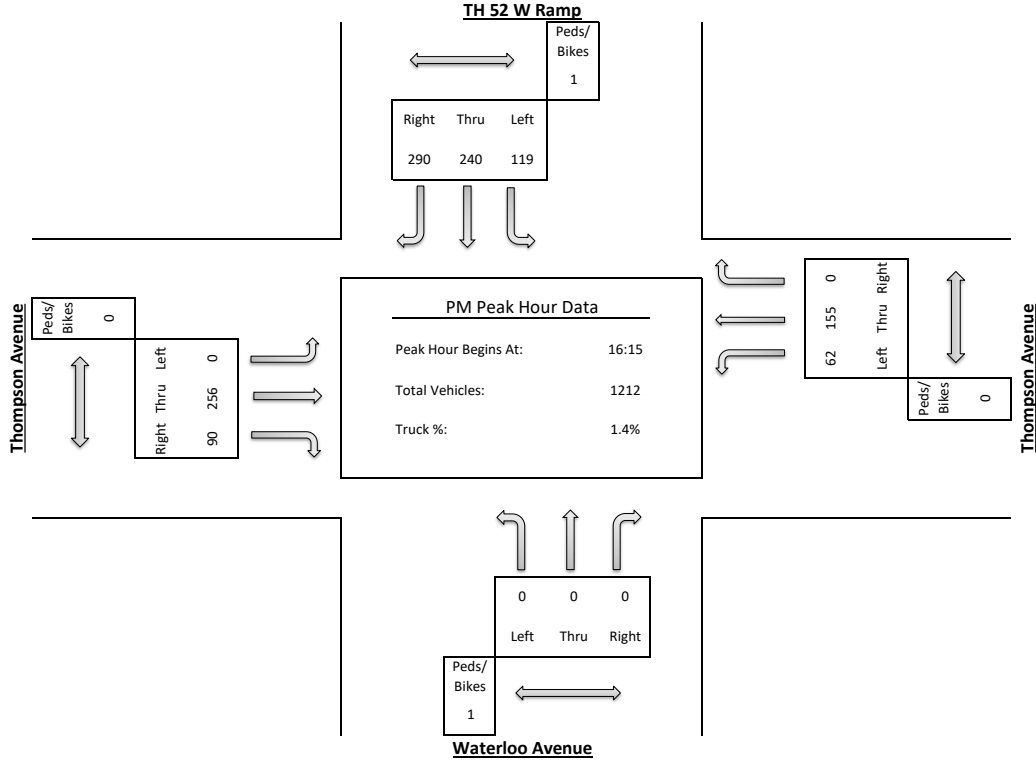 TH 52 W Ramp
Peds/
Bikes
1
Right Thru Left
290 240 119
Thompson Avenue
Peds/
Bikes
0
Left Thru Right
0 256 90
PM Peak Hour Data
Peak Hour Begins At: 16:15
Total Vehicles: 1212
Truck %: 1.4%
0 155 62
Right Thru Left
Peds/
Bikes
0
Thompson Avenue
0 0 0
Left Thru Right
Peds/
Bikes
1
Waterloo Avenue